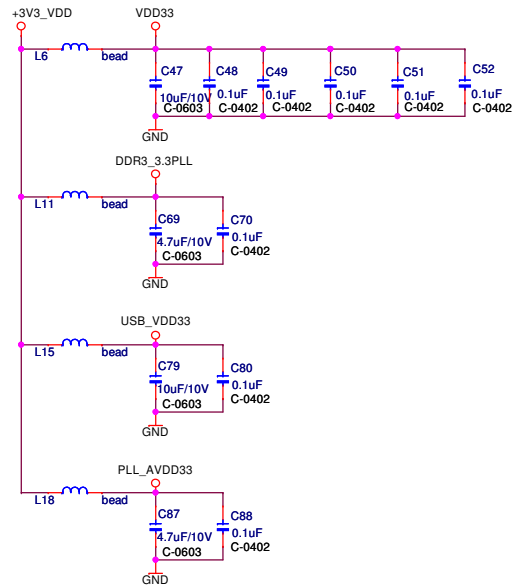 +3V3_VDD
VDD33
L6 bead
C47 C48 C49 C50 C51 C52
10uF/10V 0.1uF 0.1uF 0.1uF 0.1uF 0.1uF
C-0603 C-0402 C-0402 C-0402 C-0402 C-0402
GND
DDR3_3.3PLL
L11 bead
C69 C70
4.7uF/10V 0.1uF
C-0603 C-0402
GND
USB_VDD33
L15 bead
C79 C80
10uF/10V 0.1uF
C-0603 C-0402
GND
PLL_AVDD33
L18 bead
C87 C88
4.7uF/10V 0.1uF
C-0603 C-0402
GND